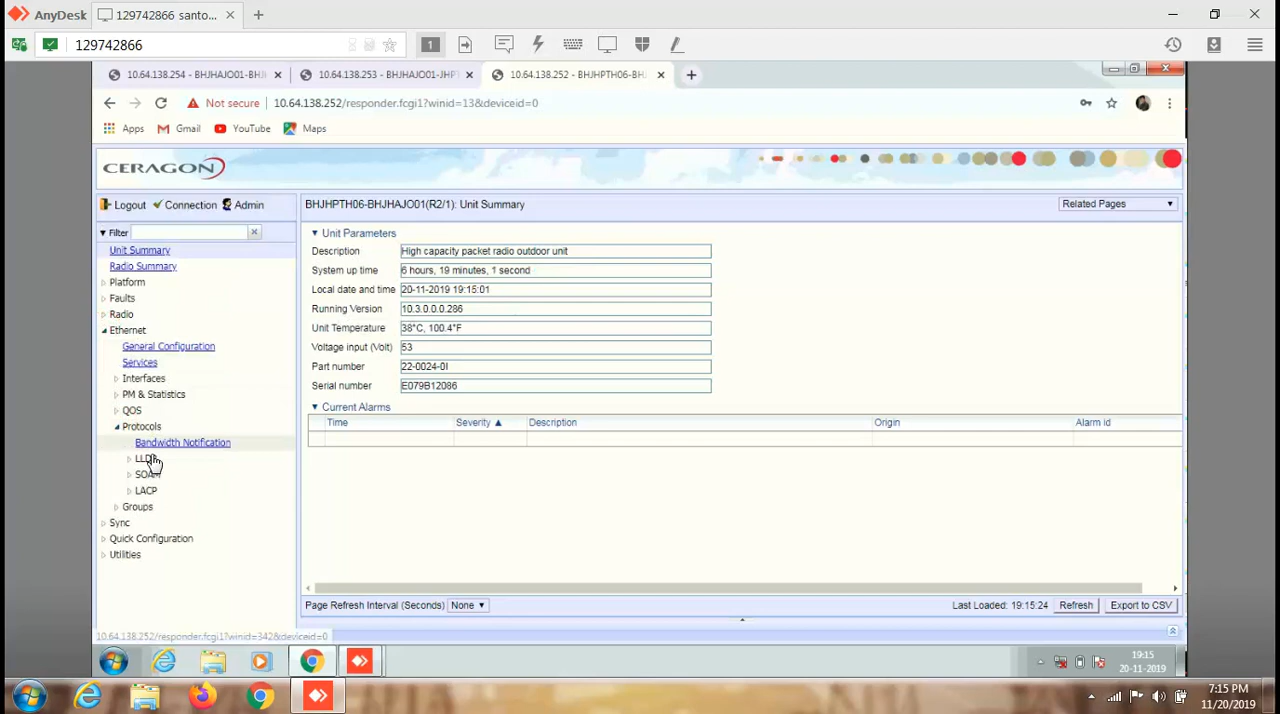 AnyDesk
129742866 santo...
129742866
1
10.64.138.254 - BHJHAJO01-BH
10.64.138.253 - BHJHAJO01-JHP
10.64.138.252 - BHJHPTH06-BH
Not secure
10.64.138.252/responder.fcgi1?winid=13&deviceid=0
Apps
Gmail
YouTube
Maps
CERAGON
Logout
Connection
Admin
BHJHPTH06-BHJHAJO01(R2/1): Unit Summary
Related Pages
Filter
Unit Summary
Radio Summary
Platform
Faults
Radio
Ethernet
General Configuration
Services
Interfaces
PM & Statistics
QOS
Protocols
Bandwidth Notification
LACP
Groups
Sync
Quick Configuration
Utilities
Unit Parameters
Description High capacity packet radio outdoor unit
System up time 6 hours, 19 minutes, 1 second
Local date and time 20-11-2019 19:15:01
Running Version 10.3.0.0.0.286
Unit Temperature 38°C, 100.4°F
Voltage input (Volt) 53
Part number 22-0024-0I
Serial number E079B12086
Current Alarms
Time Severity ▲ Description Origin Alarm Id
Page Refresh Interval (Seconds) None
Last Loaded: 19:15:24
Refresh
Export to CSV
10.64.138.252/responder.fcgi1?winid=342&deviceid=0
19:15
20-11-2019
7:15 PM
11/20/2019